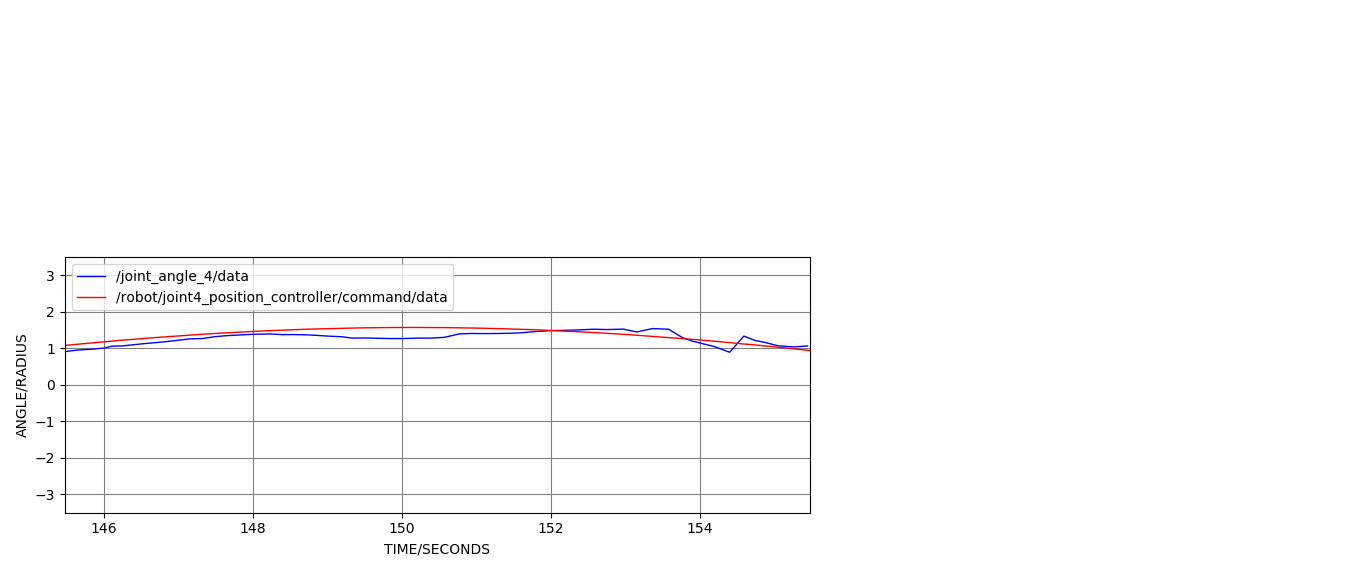 /joint_angle_4/data
/robot/joint4_position_controller/command/data
3
2
1
0
−1
−2
−3
ANGLE/RADIUS
146 148 150 152 154
TIME/SECONDS